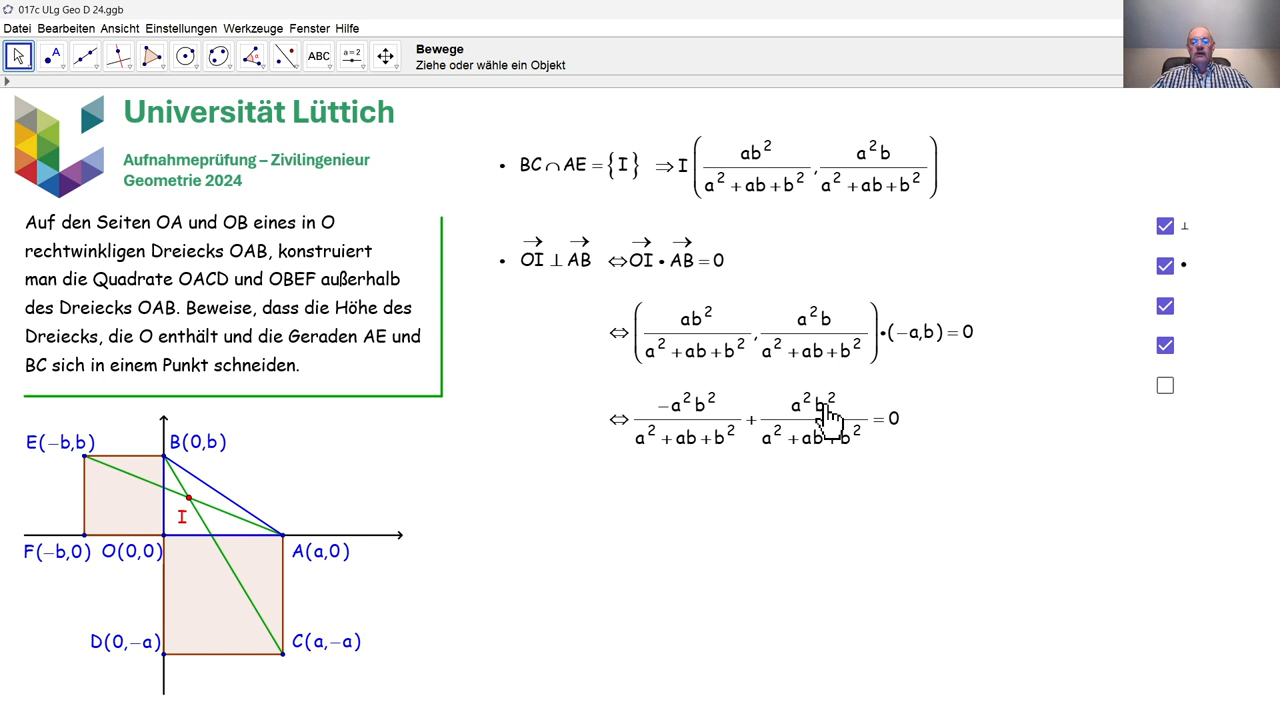 017c ULg Geo D 24.ggb
Datei Bearbeiten Ansicht Einstellungen Werkzeuge Fenster Hilfe
A
ABC
a=2
Bewege
Ziehe oder wähle ein Objekt
Universität Lüttich
Aufnahmeprüfung – Zivilingenieur
Geometrie 2024
Auf den Seiten OA und OB eines in O
rechtwinkligen Dreiecks OAB, konstruiert
man die Quadrate OACD und OBEF außerhalb
des Dreiecks OAB. Beweise, dass die Höhe des
Dreiecks, die O enthält und die Geraden AE und
BC sich in einem Punkt schneiden.
• BC∩AE = {I} ⇒ I (ab²/(a²+ab+b²), a²b/(a²+ab+b²))
• OI→ ⊥ AB→ ⇔ OI→ • AB→ = 0
⇔ (ab²/(a²+ab+b²), a²b/(a²+ab+b²)) • (−a,b) = 0
⇔ −a²b²/(a²+ab+b²) + a²b²/(a²+ab+b²) = 0
⊥
•
E(−b,b)
B(0,b)
I
F(−b,0)
O(0,0)
A(a,0)
D(0,−a)
C(a,−a)